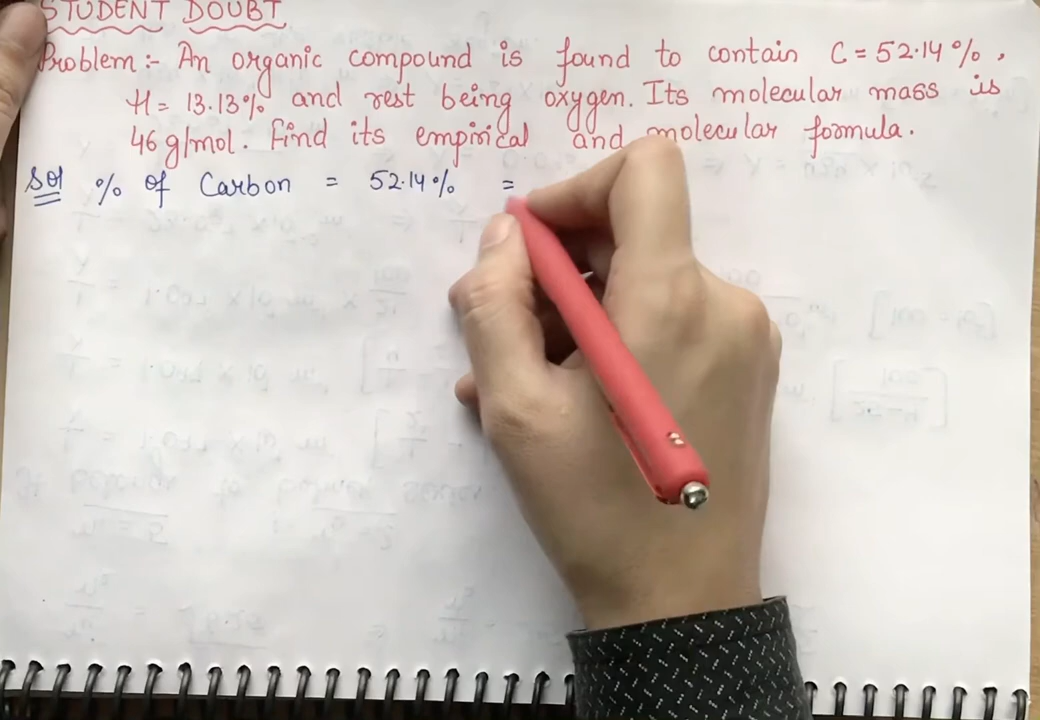 STUDENT DOUBT
Problem:- An organic compound is found to contain C = 52.14%,
H = 13.13% and rest being oxygen. Its molecular mass is
46 g/mol. Find its empirical and molecular formula.
Sol % of Carbon = 52.14% =